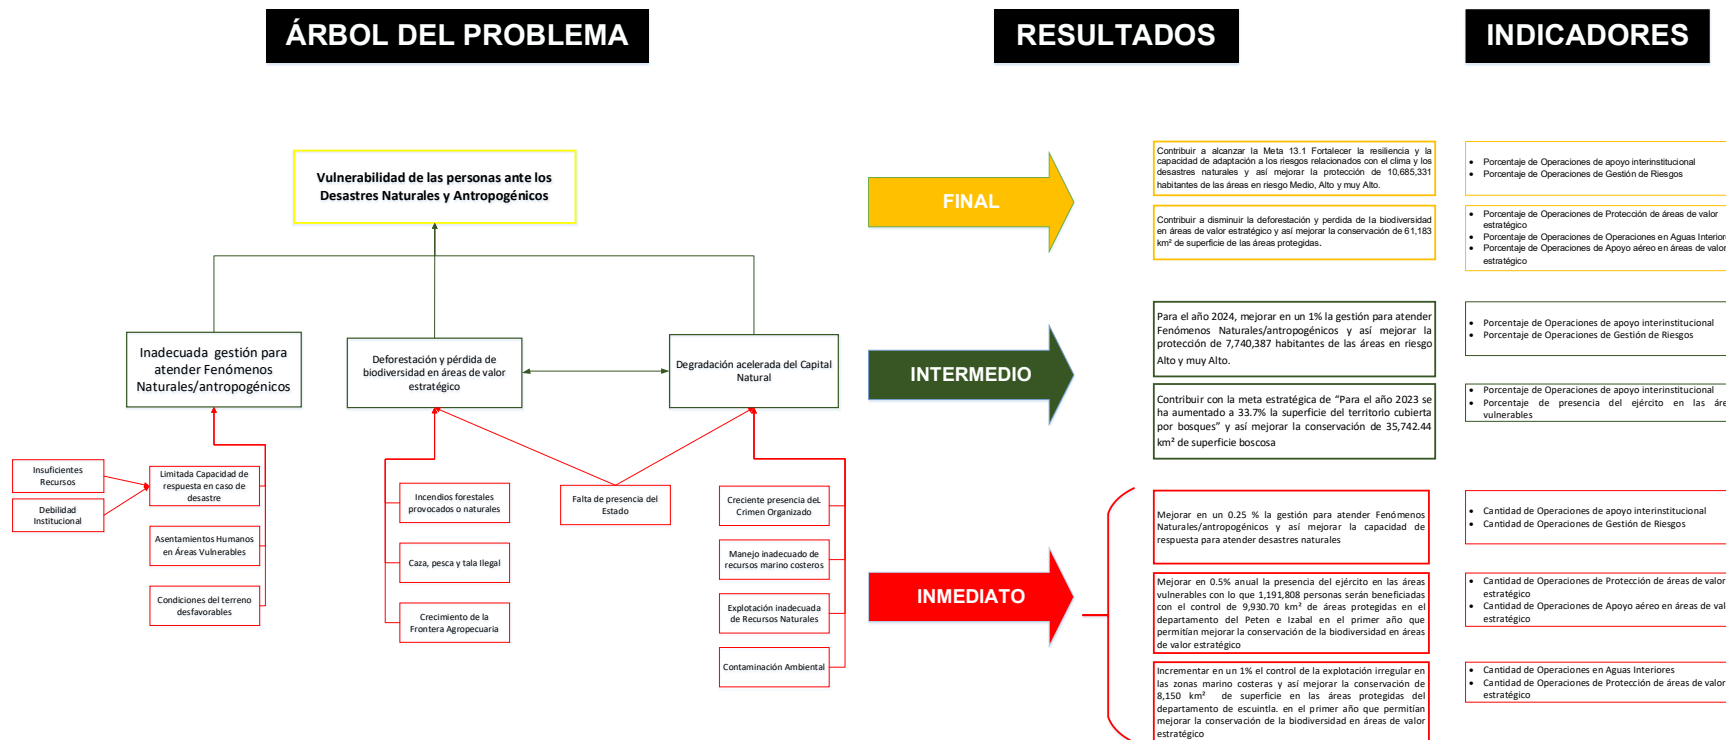 ÁRBOL DEL PROBLEMA
RESULTADOS
INDICADORES
Vulnerabilidad de las personas ante los
Desastres Naturales y Antropogénicos
Inadecuada gestión para
atender Fenómenos
Naturales/antropogénicos
Deforestación y pérdida de
biodiversidad en áreas de valor
estratégico
Degradación acelerada del Capital
Natural
Insuficientes
Recursos
Debilidad
Institucional
Limitada Capacidad de
respuesta en caso de
desastre
Asentamientos Humanos
en Áreas Vulnerables
Condiciones del terreno
desfavorables
Incendios forestales
provocados o naturales
Caza, pesca y tala Ilegal
Crecimiento de la
Frontera Agropecuaria
Falta de presencia del
Estado
Creciente presencia deL
Crimen Organizado
Manejo inadecuado de
recursos marino costeros
Explotación inadecuada
de Recursos Naturales
Contaminación Ambiental
FINAL
Contribuir a alcanzar la Meta 13.1 Fortalecer la resiliencia y la
capacidad de adaptación a los riesgos relacionados con el clima y los
desastres naturales y así mejorar la protección de 10,685,331
habitantes de las áreas en riesgo Medio, Alto y muy Alto.
Contribuir a disminuir la deforestación y perdida de la biodiversidad
en áreas de valor estratégico y así mejorar la conservación de 61,183
km² de superficie de las áreas protegidas.
• Porcentaje de Operaciones de apoyo interinstitucional
• Porcentaje de Operaciones de Gestión de Riesgos
• Porcentaje de Operaciones de Protección de áreas de valor
estratégico
• Porcentaje de Operaciones de Operaciones en Aguas Interior
• Porcentaje de Operaciones de Apoyo aéreo en áreas de valor
estratégico
INTERMEDIO
Para el año 2024, mejorar en un 1% la gestión para atender
Fenómenos Naturales/antropogénicos y así mejorar la
protección de 7,740,387 habitantes de las áreas en riesgo
Alto y muy Alto.
Contribuir con la meta estratégica de “Para el año 2023 se
ha aumentado a 33.7% la superficie del territorio cubierta
por bosques” y así mejorar la conservación de 35,742.44
km² de superficie boscosa
• Porcentaje de Operaciones de apoyo interinstitucional
• Porcentaje de Operaciones de Gestión de Riesgos
• Porcentaje de Operaciones de apoyo interinstitucional
• Porcentaje de presencia del ejército en las áre
vulnerables
INMEDIATO
Mejorar en un 0.25 % la gestión para atender Fenómenos
Naturales/antropogénicos y así mejorar la capacidad de
respuesta para atender desastres naturales
Mejorar en 0.5% anual la presencia del ejército en las áreas
vulnerables con lo que 1,191,808 personas serán beneficiadas
con el control de 9,930.70 km² de áreas protegidas en el
departamento del Peten e Izabal en el primer año que
permitían mejorar la conservación de la biodiversidad en áreas
de valor estratégico
Incrementar en un 1% el control de la explotación irregular en
las zonas marino costeras y así mejorar la conservación de
8,150 km² de superficie en las áreas protegidas del
departamento de escuintla. en el primer año que permitían
mejorar la conservación de la biodiversidad en áreas de valor
estratégico
• Cantidad de Operaciones de apoyo interinstitucional
• Cantidad de Operaciones de Gestión de Riesgos
• Cantidad de Operaciones de Protección de áreas de valor
estratégico
• Cantidad de Operaciones de Apoyo aéreo en áreas de val
estratégico
• Cantidad de Operaciones en Aguas Interiores
• Cantidad de Operaciones de Protección de áreas de valor
estratégico